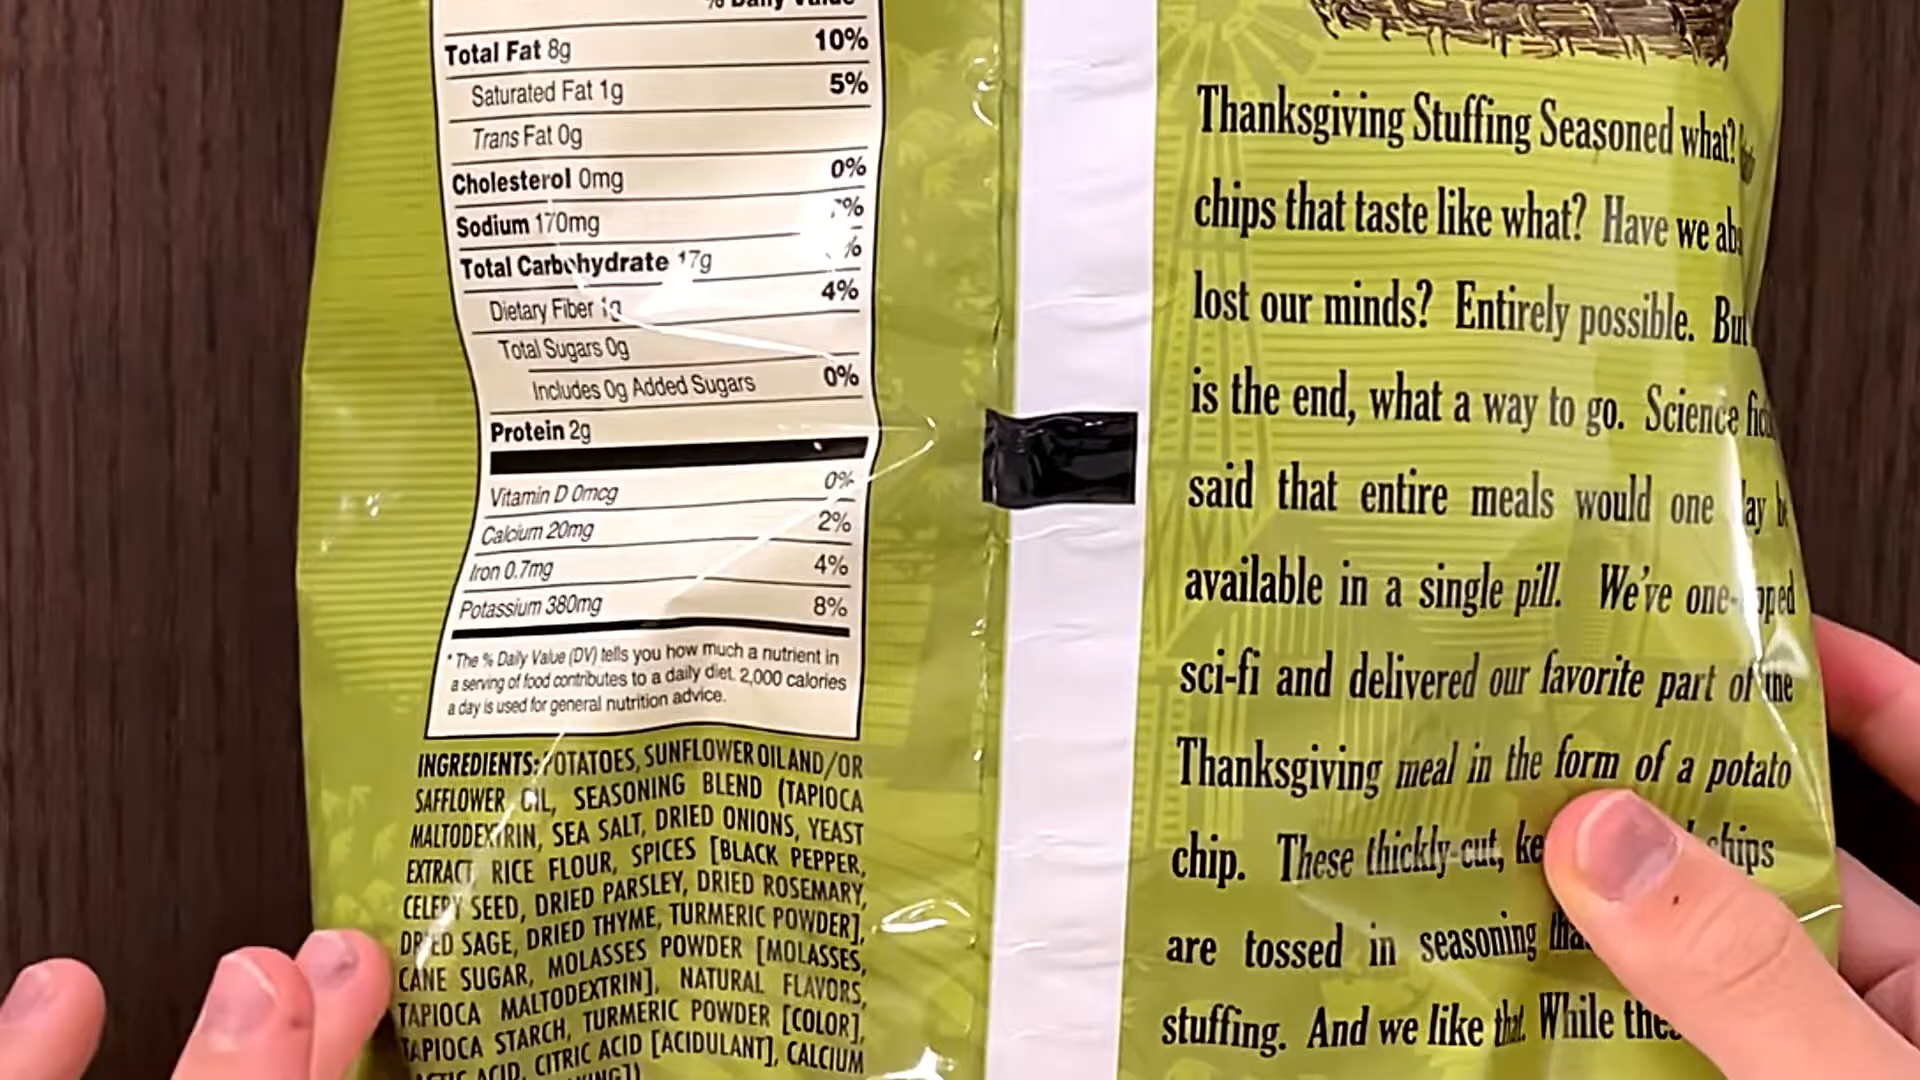 % Daily Value
Total Fat 8g 10%
Saturated Fat 1g 5%
Trans Fat 0g
Cholesterol 0mg 0%
Sodium 170mg %
Total Carbohydrate 17g %
Dietary Fiber 1g 4%
Total Sugars 0g
Includes 0g Added Sugars 0%
Protein 2g
Vitamin D 0mcg 0%
Calcium 20mg 2%
Iron 0.7mg 4%
Potassium 380mg 8%
* The % Daily Value (DV) tells you how much a nutrient in
a serving of food contributes to a daily diet. 2,000 calories
a day is used for general nutrition advice.
INGREDIENTS: POTATOES, SUNFLOWER OIL AND/OR
SAFFLOWER OIL, SEASONING BLEND (TAPIOCA
MALTODEXTRIN, SEA SALT, DRIED ONIONS, YEAST
EXTRACT, RICE FLOUR, SPICES [BLACK PEPPER,
CELERY SEED, DRIED PARSLEY, DRIED ROSEMARY,
DRIED SAGE, DRIED THYME, TURMERIC POWDER],
CANE SUGAR, MOLASSES POWDER [MOLASSES,
TAPIOCA MALTODEXTRIN], NATURAL FLAVORS,
TAPIOCA STARCH, TURMERIC POWDER [COLOR],
ACID, CITRIC ACID [ACIDULANT], CALCIUM
Thanksgiving Stuffing Seasoned what?
chips that taste like what? Have we
lost our minds? Entirely possible. But
is the end, what a way to go. Science
said that entire meals would one
available in a single pill. We've
sci-fi and delivered our favorite part of the
Thanksgiving meal in the form of a potato
chip. These thickly-cut, chips
are tossed in seasoning
stuffing. And we like that. While